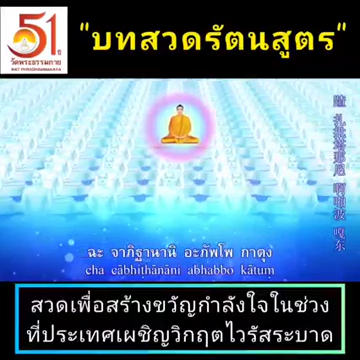 51 ปี
วัดพระธรรมกาย
WAT PHRADHAMMAKAYA
"บทสวดรัตนสูตร"
ฉะ จาภิฐานานิ อะภัพโพ กาตุง
cha cābhiṭhānāni abhabbo kātuṃ
สวดเพื่อสร้างขวัญกำลังใจในช่วง
ที่ประเทศเผชิญวิกฤตไวรัสระบาด